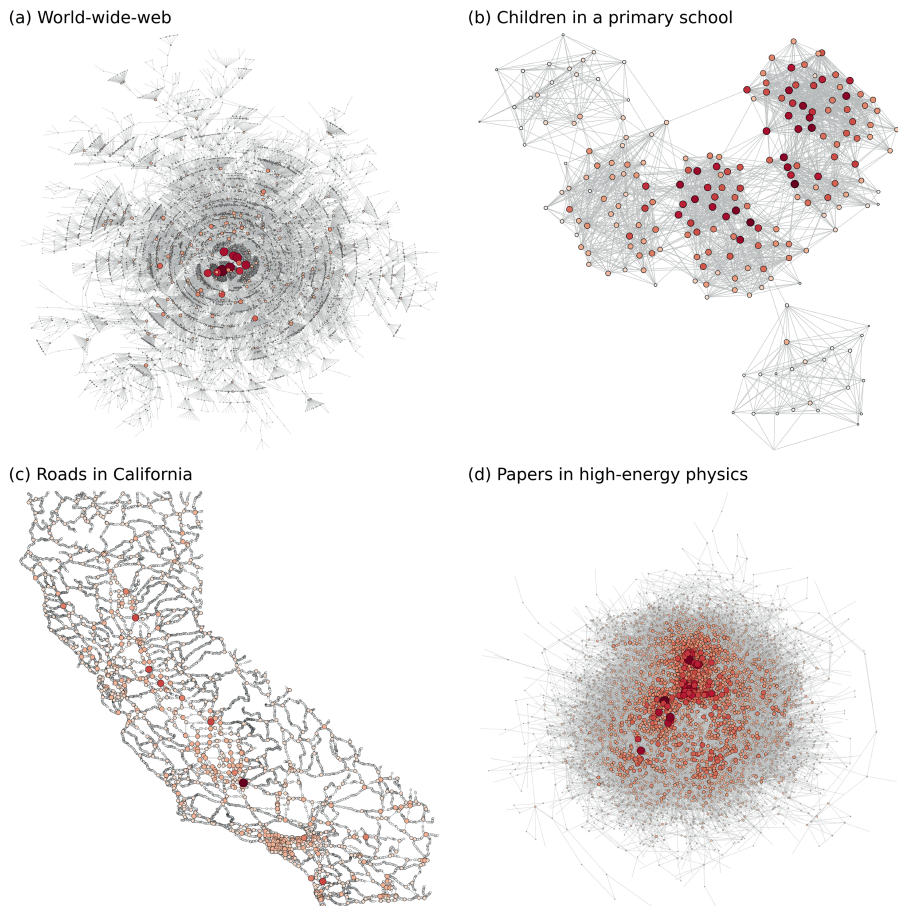 (a) World-wide-web
(b) Children in a primary school
(c) Roads in California
(d) Papers in high-energy physics